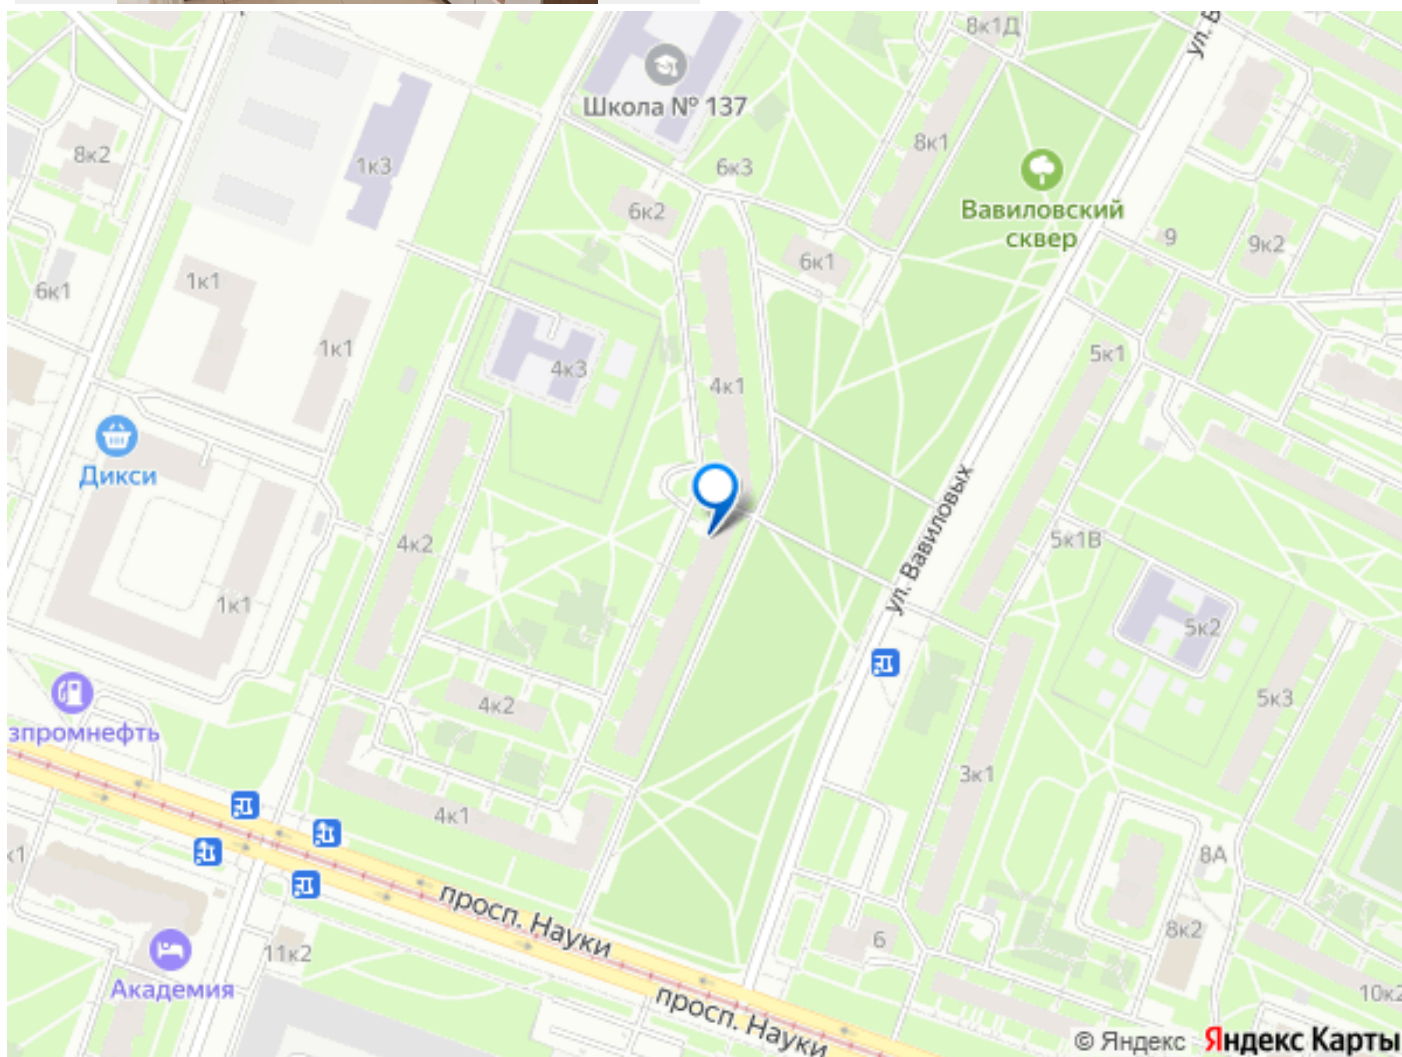 8к1Д
ул. В
Школа № 137
8к1
8к2
1к3
6к3
6к2
Вавиловский
сквер
9
9к2
6к1
1к1
6к1
1к1
5к1
4к3
4к1
Дикси
ул. Вавиловых
4к2
5к1В
1к1
5к2
4к2
5к3
зпромнефть
3к1
4к1
к1
8А
просп. Науки
6
8к2
11к2
Академия
10к2
просп. Науки
© Яндекс Яндекс Карты